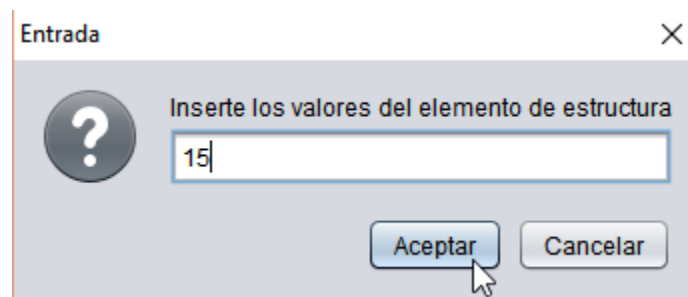 Entrada
Inserte los valores del elemento de estructura
15
Aceptar Cancelar